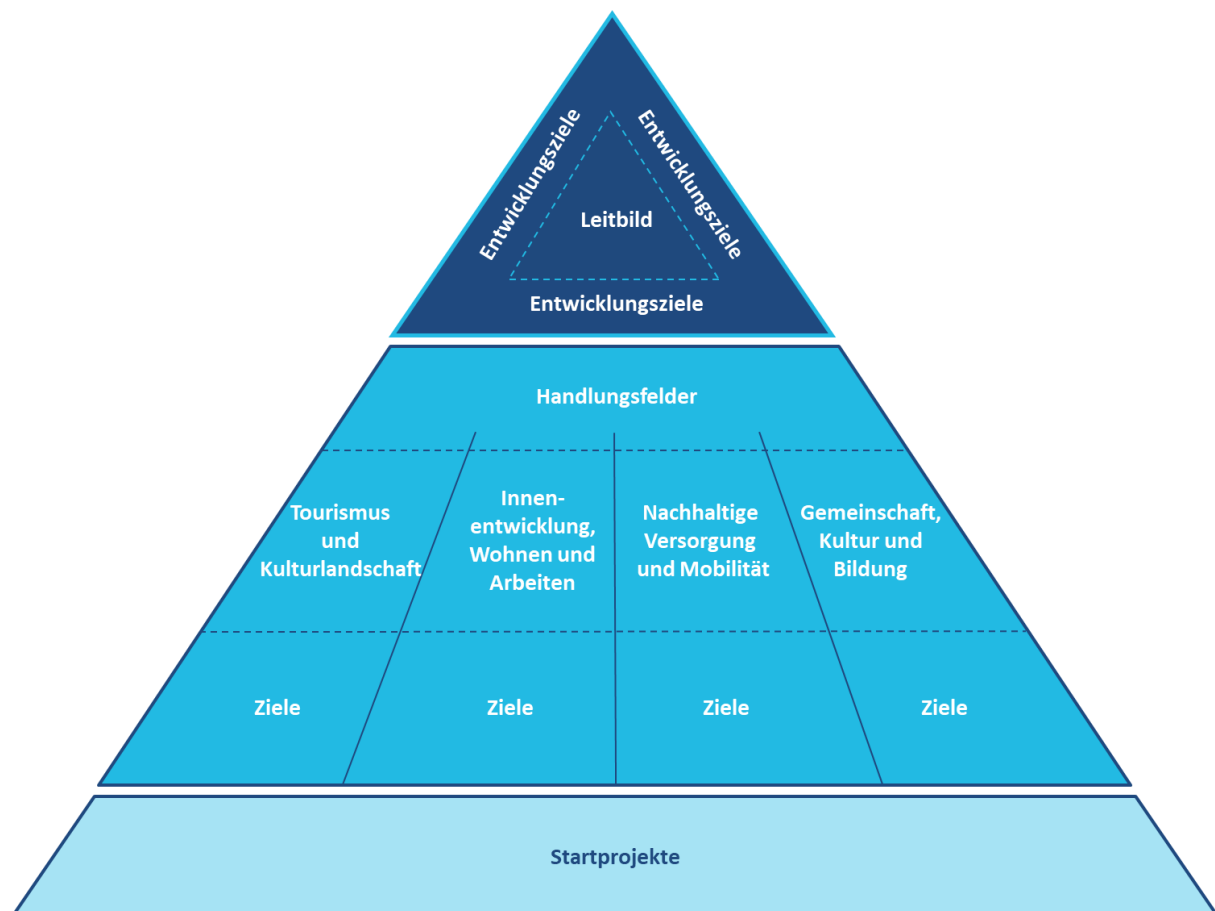 Entwicklungsziele
Entwicklungsziele
Leitbild
Entwicklungsziele
Handlungsfelder
Tourismus
und
Kulturlandschaft
Innen-
entwicklung,
Wohnen und
Arbeiten
Nachhaltige
Versorgung
und Mobilität
Gemeinschaft,
Kultur und
Bildung
Ziele
Ziele
Ziele
Ziele
Startprojekte